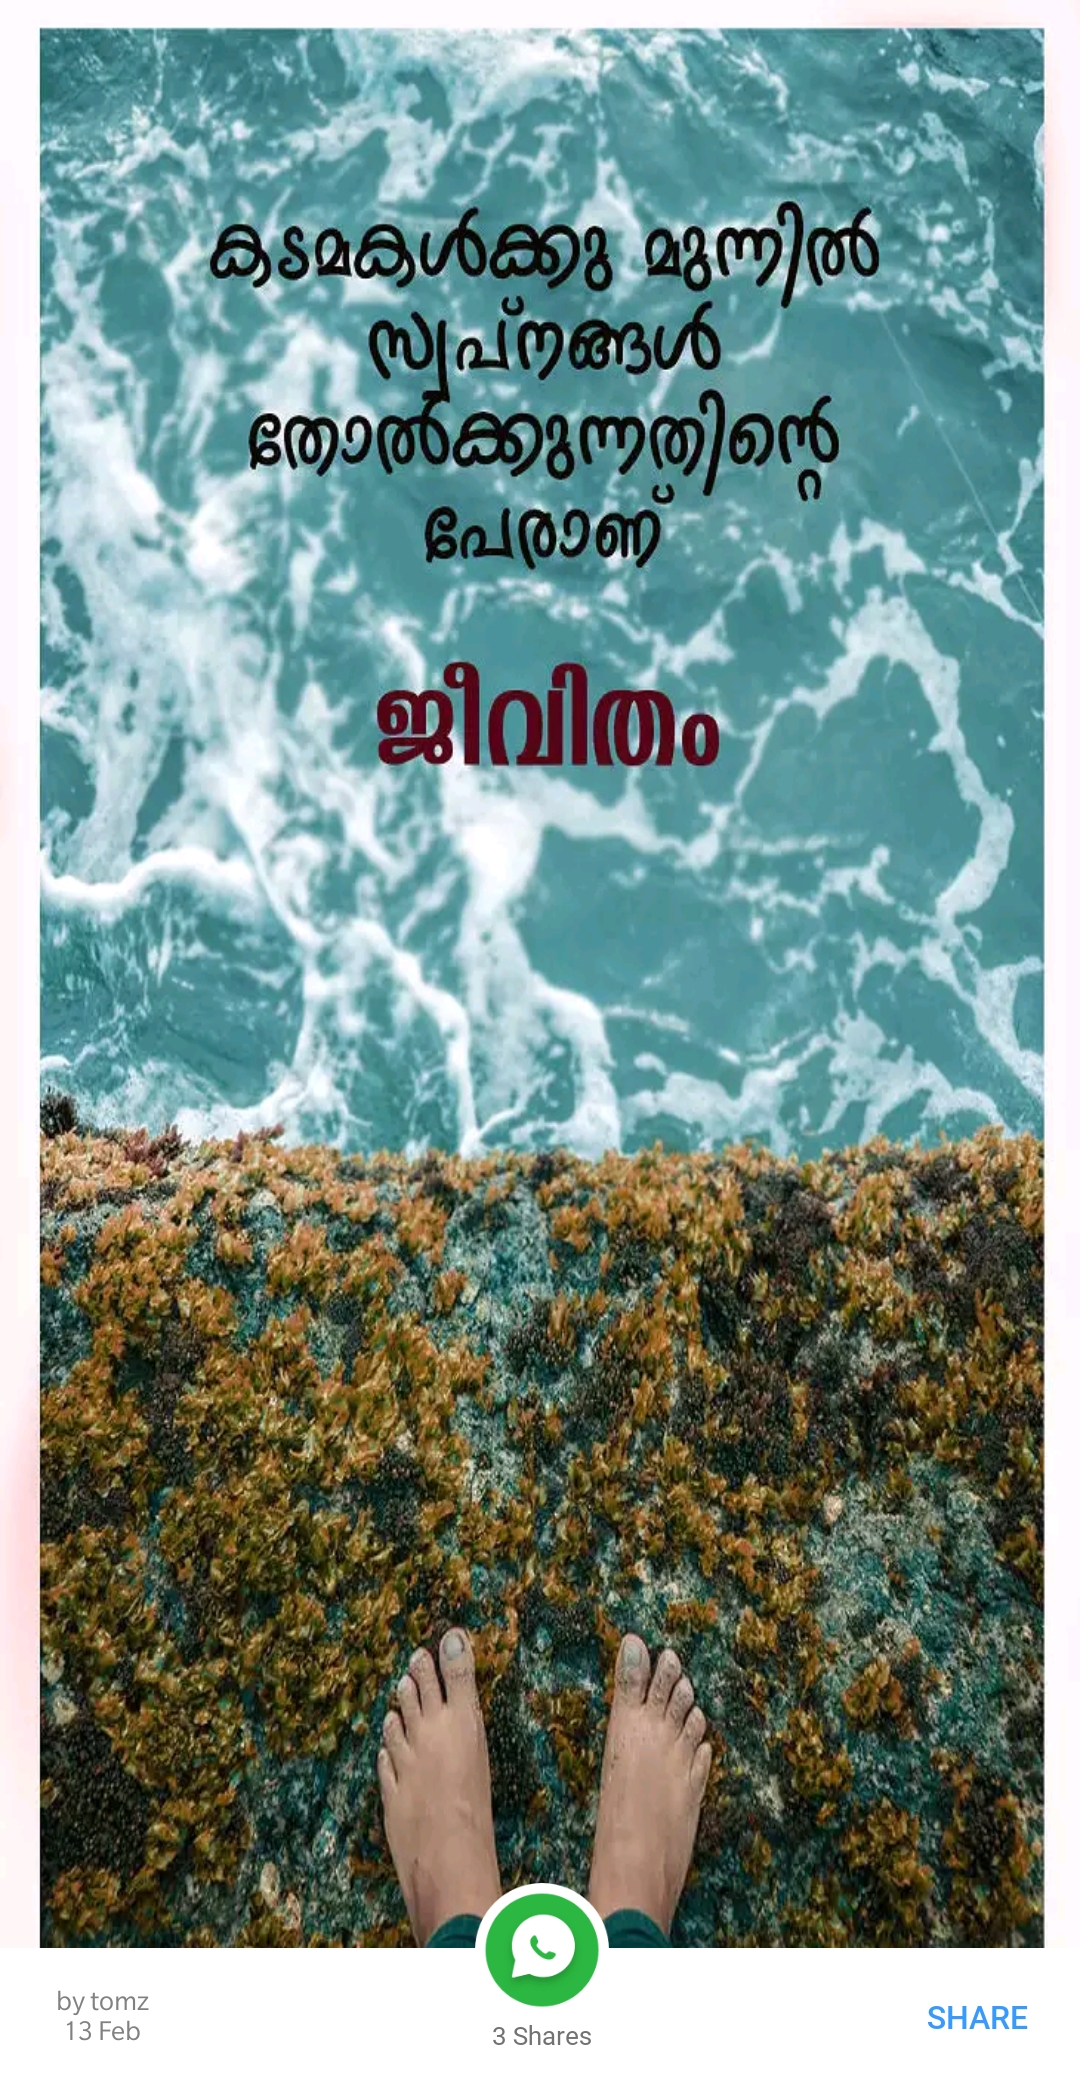 കടമകൾക്കു മുന്നിൽ
സ്വപ്നങ്ങൾ
തോൽക്കുന്നതിന്റെ
പേരാണ്
ജീവിതം
by tomz
13 Feb
3 Shares
SHARE